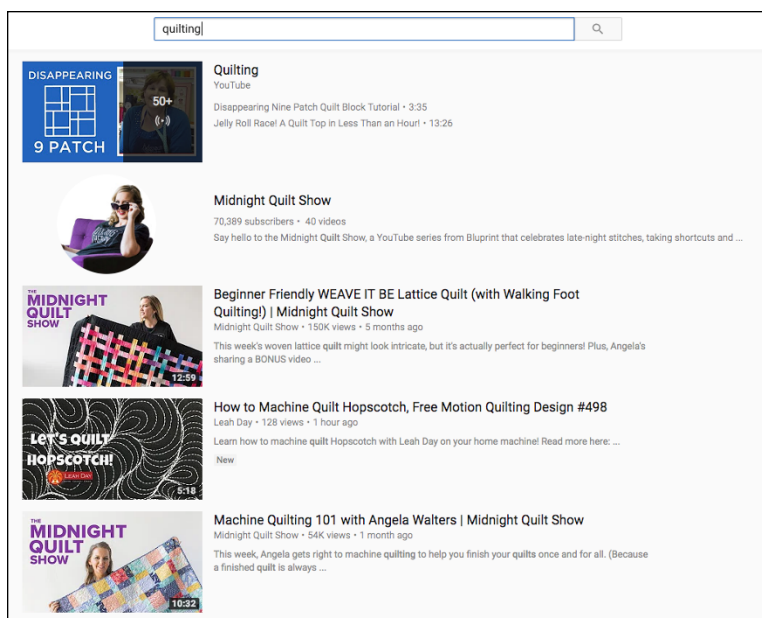 quilting
DISAPPEARING
9 PATCH
50+
Quilting
YouTube
Disappearing Nine Patch Quilt Block Tutorial • 3:35
Jelly Roll Race! A Quilt Top in Less Than an Hour! • 13:26
Midnight Quilt Show
70,389 subscribers • 40 videos
Say hello to the Midnight Quilt Show, a YouTube series from Bluprint that celebrates late-night stitches, taking shortcuts and ...
THE
MIDNIGHT
QUILT
SHOW
12:59
Beginner Friendly WEAVE IT BE Lattice Quilt (with Walking Foot
Quilting!) | Midnight Quilt Show
Midnight Quilt Show • 150K views • 5 months ago
This week's woven lattice quilt might look intricate, but it's actually perfect for beginners! Plus, Angela's
sharing a BONUS video ...
LET'S QUILT
HOPSCOTCH!
LEAH DAY
5:18
How to Machine Quilt Hopscotch, Free Motion Quilting Design #498
Leah Day • 128 views • 1 hour ago
Learn how to machine quilt Hopscotch with Leah Day on your home machine! Read more here: ...
New
THE
MIDNIGHT
QUILT
SHOW
10:32
Machine Quilting 101 with Angela Walters | Midnight Quilt Show
Midnight Quilt Show • 54K views • 1 month ago
This week, Angela gets right to machine quilting to help you finish your quilts once and for all. (Because
a finished quilt is always ...